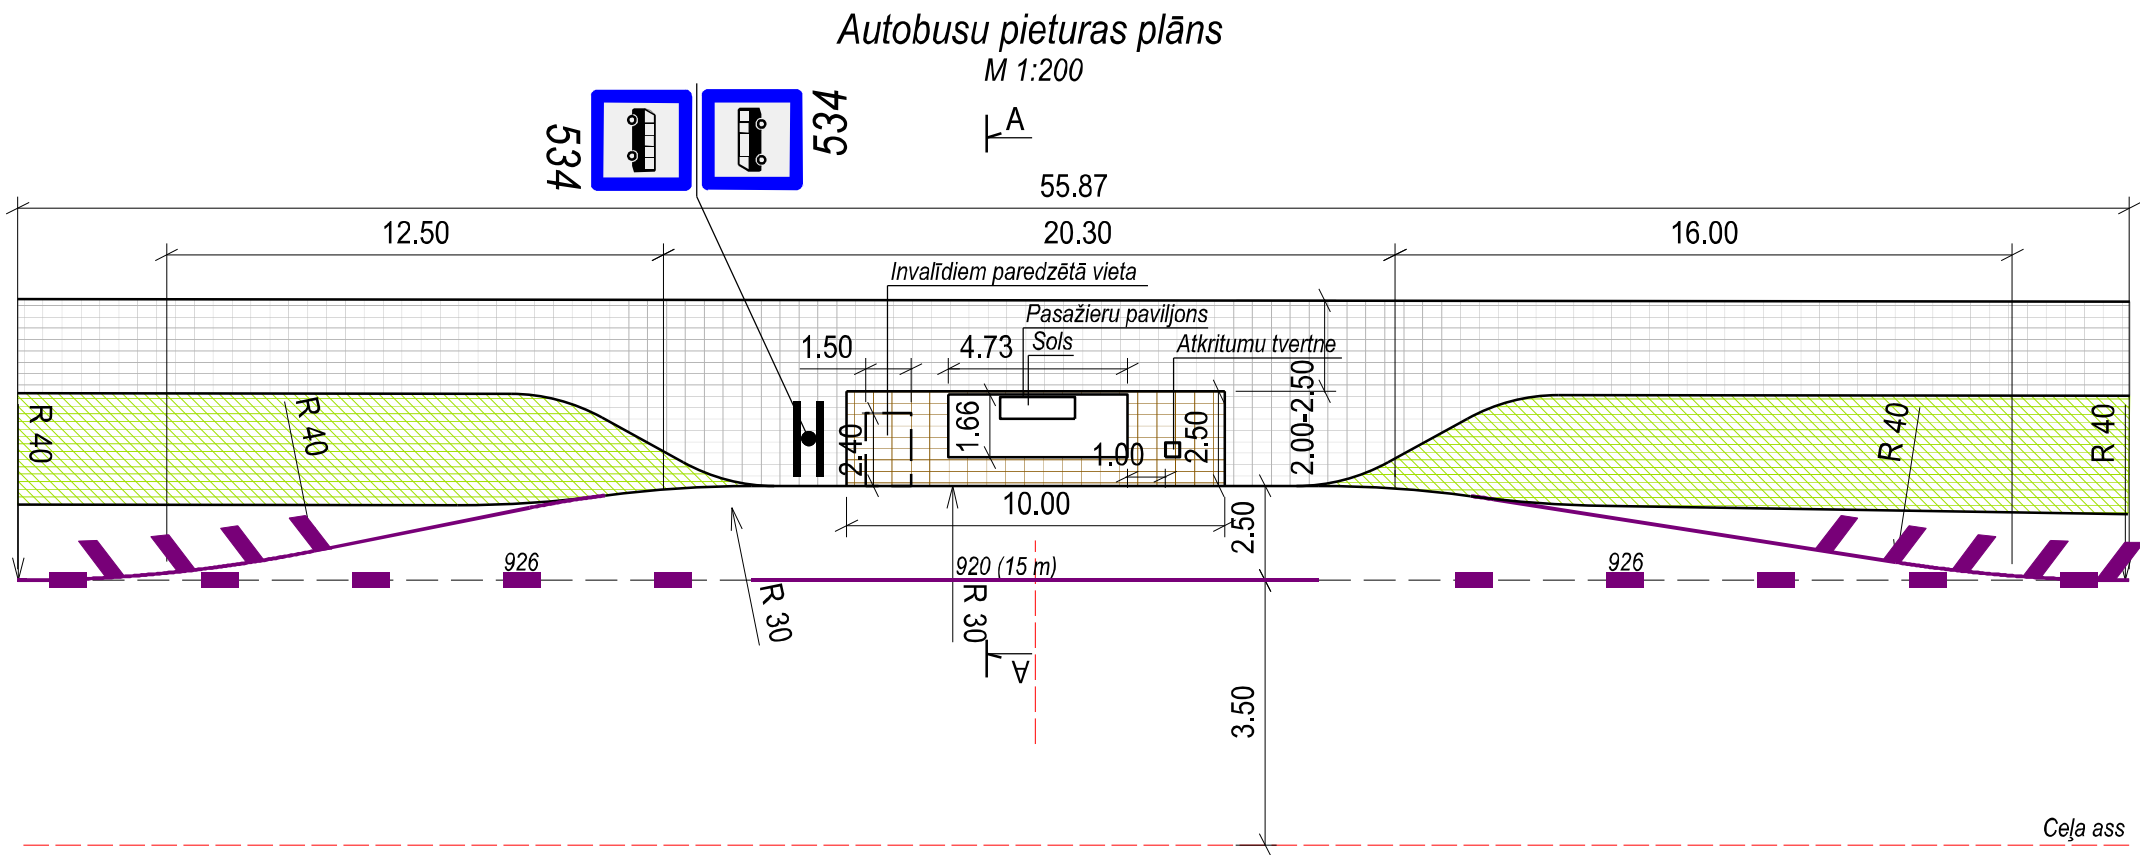 Autobusu pieturas plāns
M 1:200
534
534
A
55.87
12.50
20.30
16.00
Invalīdiem paredzētā vieta
Pasažieru paviljons
Sols
Atkritumu tvertne
1.50
4.73
2.00-2.50
R 40
R 40
2.40
1.66
1.00
2.50
R 40
R 40
10.00
2.50
926
920 (15 m)
926
R 30
R 30
A
3.50
Ceļa ass